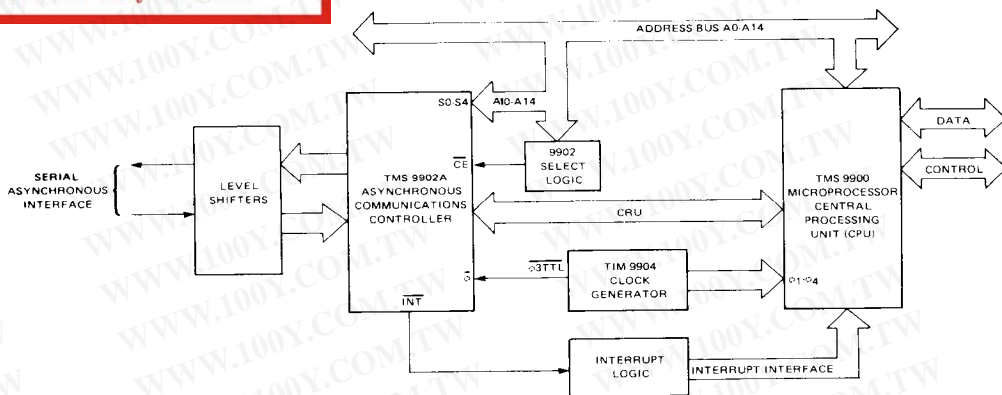 ADDRESS BUS A0-A14
S0-S4
A10-A14
DATA
9902
SELECT
LOGIC
CE
CONTROL
SERIAL
ASYNCHRONOUS
INTERFACE
LEVEL
SHIFTERS
TMS 9902A
ASYNCHRONOUS
COMMUNICATIONS
CONTROLLER
TMS 9900
MICROPROCESSOR
CENTRAL
PROCESSING
UNIT (CPU)
CRU
φ
φ3TTL
TIM 9904
CLOCK
GENERATOR
φ1-φ4
INT
INTERRUPT
LOGIC
INTERRUPT INTERFACE
WWW.100Y.COM.TW